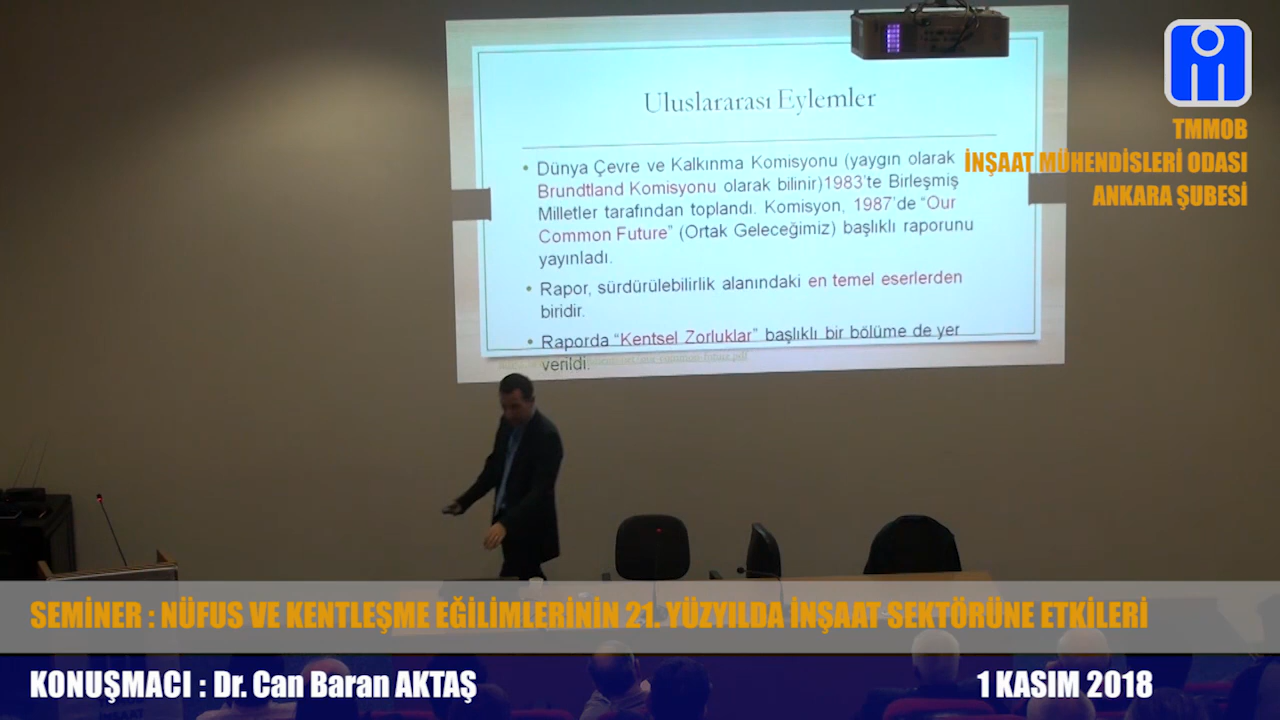 Uluslararası Eylemler
• Dünya Çevre ve Kalkınma Komisyonu (yaygın olarak
Brundtland Komisyonu olarak bilinir)1983'te Birleşmiş
Milletler tarafından toplandı. Komisyon, 1987'de “Our
Common Future” (Ortak Geleceğimiz) başlıklı raporunu
yayınladı.
• Rapor, sürdürülebilirlik alanındaki en temel eserlerden
biridir.
• Raporda “Kentsel Zorluklar” başlıklı bir bölüme de yer
verildi.
TMMOB
İNŞAAT MÜHENDİSLERİ ODASI
ANKARA ŞUBESİ
SEMİNER : NÜFUS VE KENTLEŞME EĞİLİMLERİNİN 21. YÜZYILDA İNŞAAT SEKTÖRÜNE ETKİLERİ
KONUŞMACI : Dr. Can Baran AKTAŞ
1 KASIM 2018